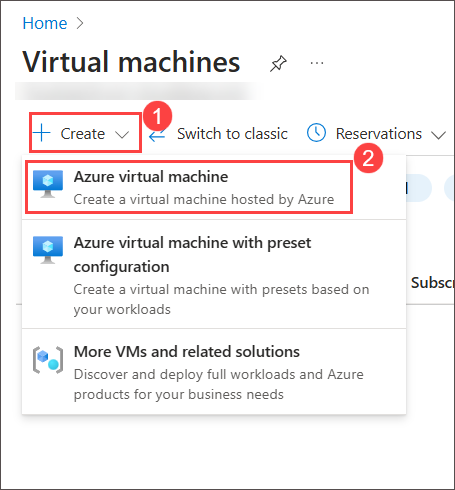 Home >
Virtual machines
...
+ Create
1
Switch to classic
Reservations
2
Azure virtual machine
Create a virtual machine hosted by Azure
Azure virtual machine with preset
configuration
Create a virtual machine with presets based on
your workloads
Subsc
More VMs and related solutions
Discover and deploy full workloads and Azure
products for your business needs